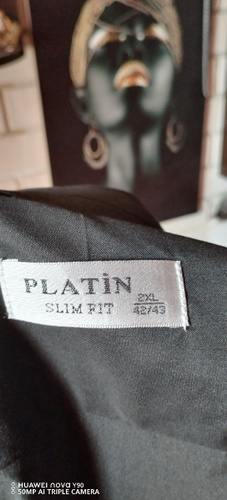 PLATİN
SLIM FIT
2XL
42/43
HUAWEI nova Y90
50MP AI TRIPLE CAMERA